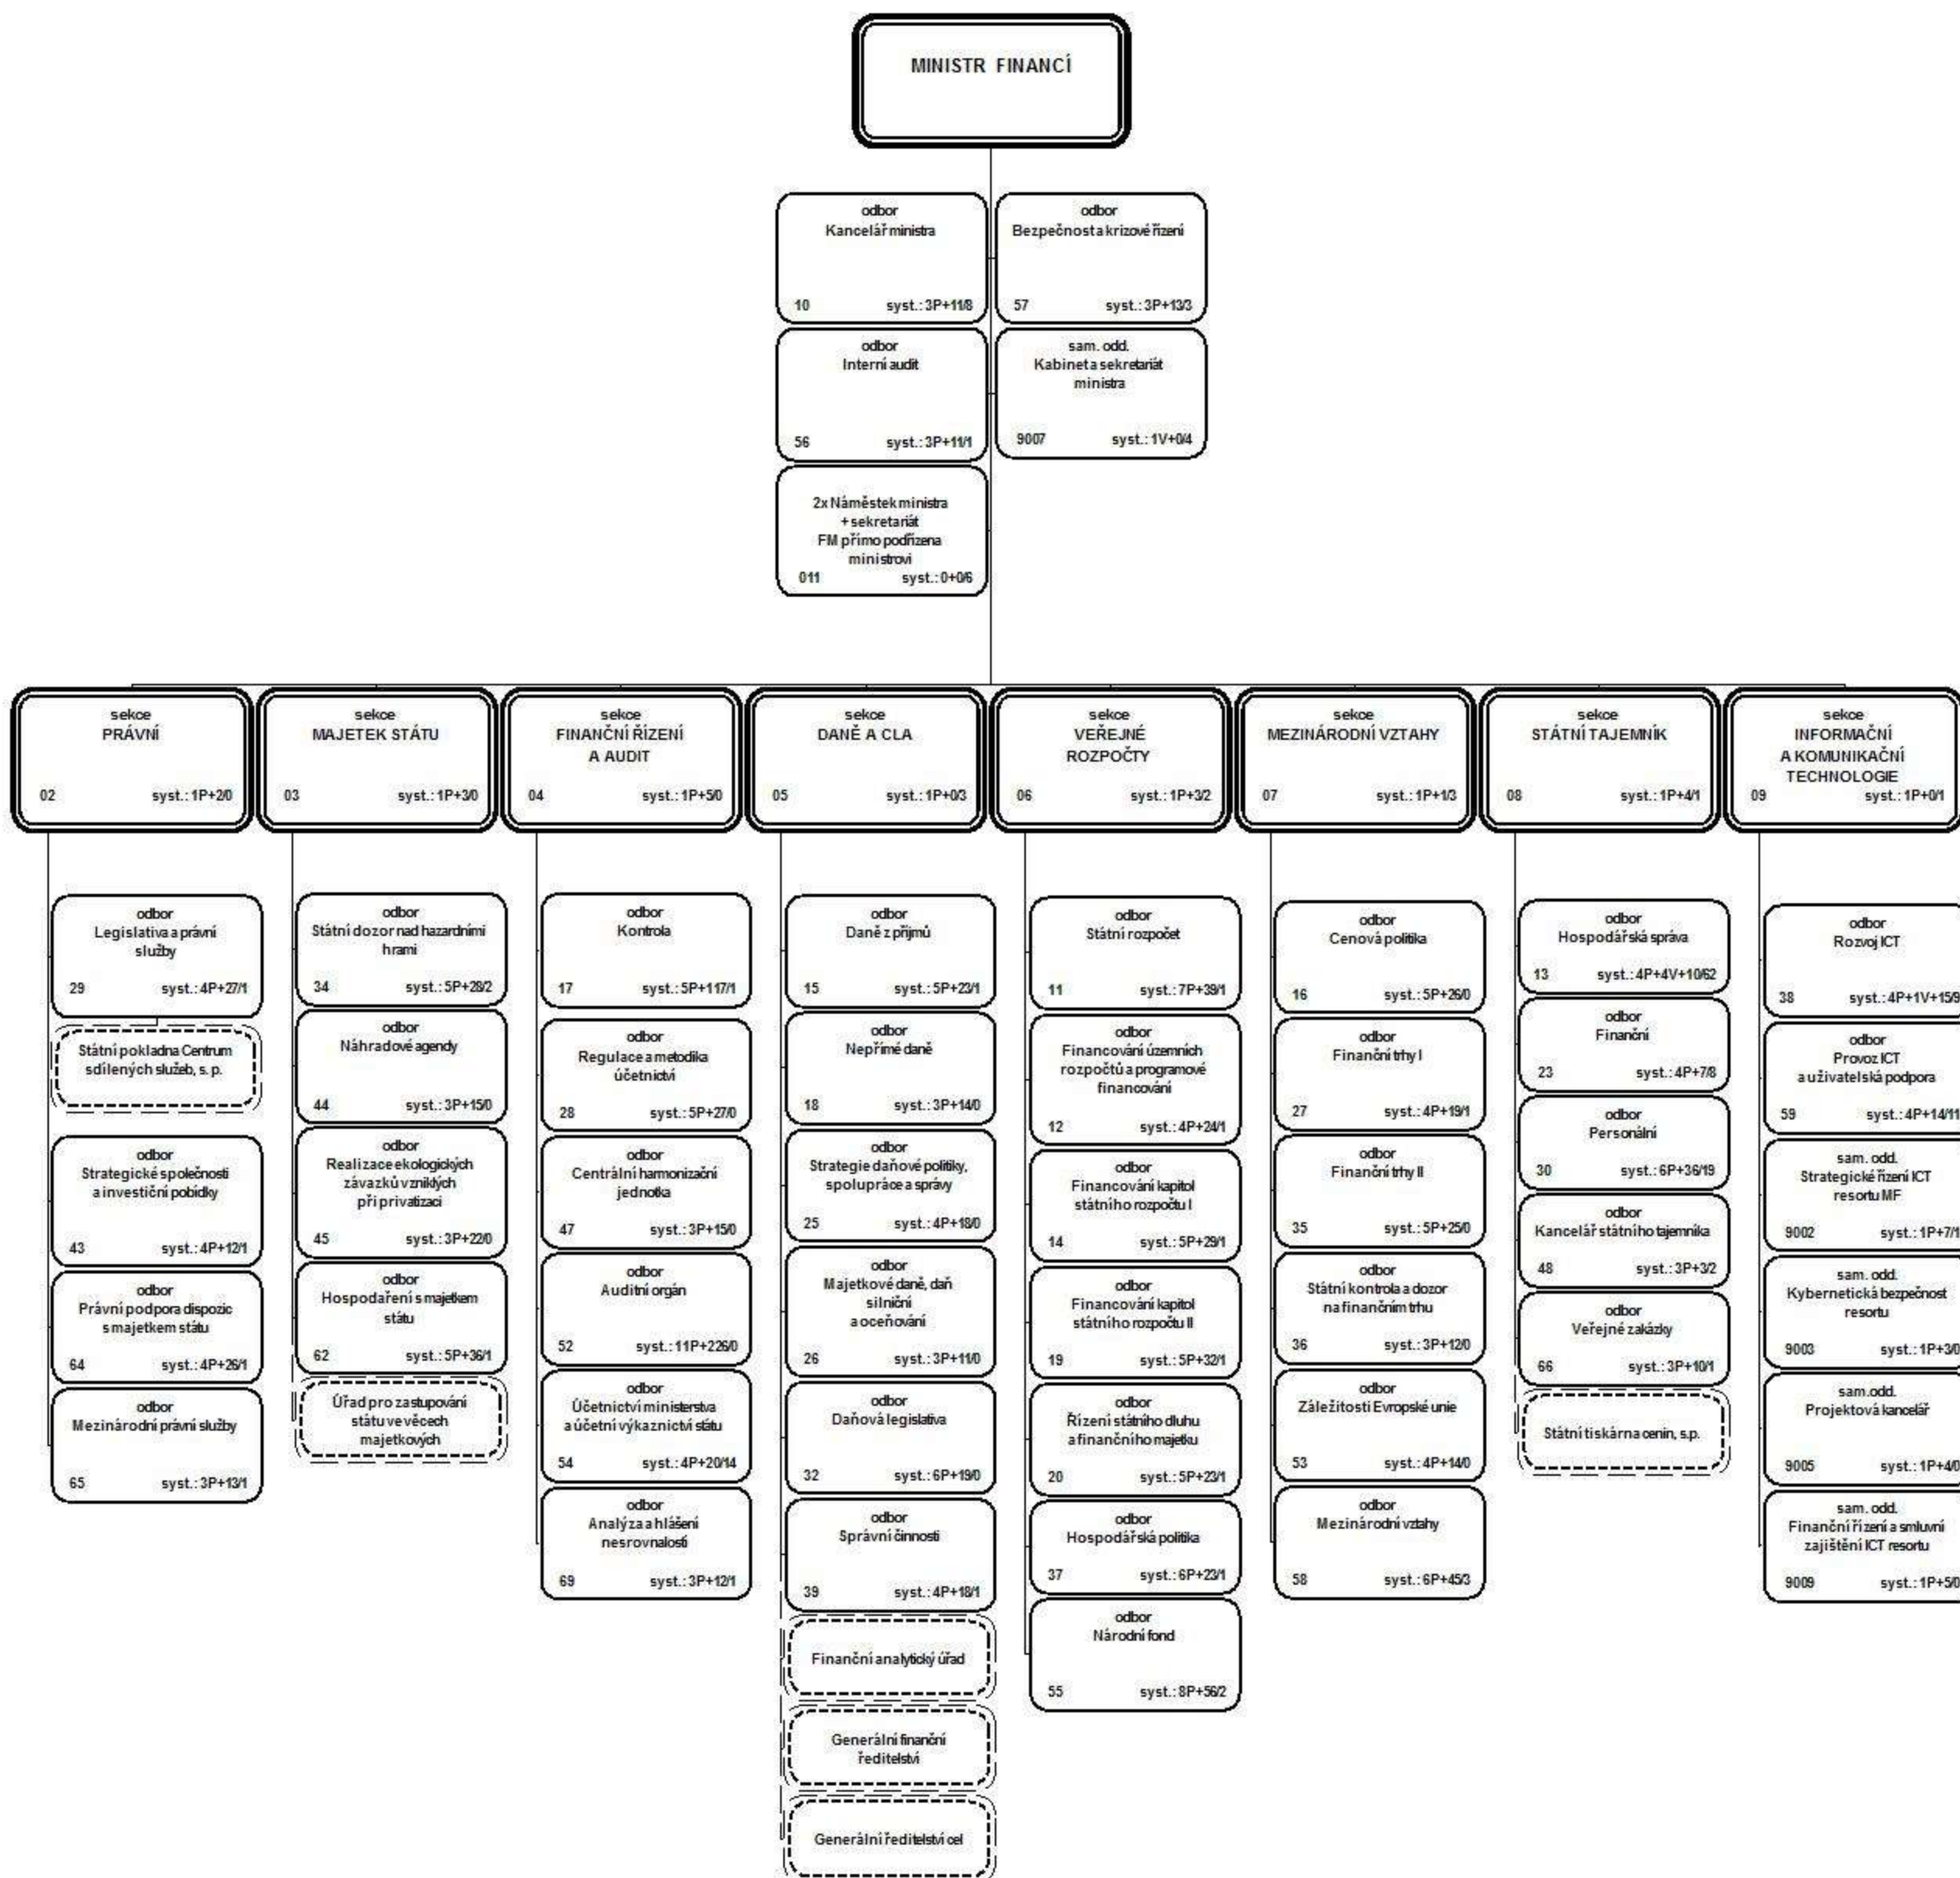 MINISTR FINANCÍ
odbor
Kancelář ministra
10 syst.: 3P+11/8
odbor
Bezpečnost a krizové řízení
57 syst.: 3P+13/3
odbor
Interní audit
56 syst.: 3P+11/1
sam. odd.
Kabinet a sekretariát
ministra
9007 syst.: 1V+0/4
2x Náměstek ministra
+ sekretariát
FM přímo podřízena
ministrovi
011 syst.: 0+0/6
sekce
PRÁVNÍ
02 syst.: 1P+2/0
sekce
MAJETEK STÁTU
03 syst.: 1P+3/0
sekce
FINANČNÍ ŘÍZENÍ
A AUDIT
04 syst.: 1P+5/0
sekce
DANĚ A CLA
05 syst.: 1P+0/3
sekce
VEŘEJNÉ
ROZPOČTY
06 syst.: 1P+3/2
sekce
MEZINÁRODNÍ VZTAHY
07 syst.: 1P+1/3
sekce
STÁTNÍ TAJEMNÍK
08 syst.: 1P+4/1
sekce
INFORMAČNÍ
A KOMUNIKAČNÍ
TECHNOLOGIE
09 syst.: 1P+0/1
odbor
Legislativa a právní
služby
29 syst.: 4P+27/1
Státní pokladna Centrum
sdílených služeb, s. p.
odbor
Strategické společnosti
a investiční pobídky
43 syst.: 4P+12/1
odbor
Právní podpora dispozic
s majetkem státu
64 syst.: 4P+26/1
odbor
Mezinárodní právní služby
65 syst.: 3P+13/1
odbor
Státní dozor nad hazardními
hrami
34 syst.: 5P+28/2
odbor
Náhradové agendy
44 syst.: 3P+15/0
odbor
Realizace ekologických
závazků vzniklých
při privatizaci
45 syst.: 3P+22/0
odbor
Hospodaření s majetkem
státu
62 syst.: 5P+36/1
Úřad pro zastupování
státu ve věcech
majetkových
odbor
Kontrola
17 syst.: 5P+117/1
odbor
Regulace a metodika
účetnictví
28 syst.: 5P+27/0
odbor
Centrální harmonizační
jednotka
47 syst.: 3P+15/0
odbor
Auditní orgán
52 syst.: 11P+226/0
odbor
Účetnictví ministerstva
a účetní výkaznictví státu
54 syst.: 4P+20/14
odbor
Analýza a hlášení
nesrovnalostí
69 syst.: 3P+12/1
odbor
Daně z příjmů
15 syst.: 5P+23/1
odbor
Nepřímé daně
18 syst.: 3P+14/0
odbor
Strategie daňové politiky,
spolupráce a správy
25 syst.: 4P+18/0
odbor
Majetkové daně, daň
silniční
a oceňování
26 syst.: 3P+11/0
odbor
Daňová legislativa
32 syst.: 6P+19/0
odbor
Správní činnosti
39 syst.: 4P+18/1
Finanční analytický úřad
Generální finanční
ředitelství
Generální ředitelství cel
odbor
Státní rozpočet
11 syst.: 7P+39/1
odbor
Financování územních
rozpočtů a programové
financování
12 syst.: 4P+24/1
odbor
Financování kapitol
státního rozpočtu I
14 syst.: 5P+29/1
odbor
Financování kapitol
státního rozpočtu II
19 syst.: 5P+32/1
odbor
Řízení státního dluhu
a finančního majetku
20 syst.: 5P+23/1
odbor
Hospodářská politika
37 syst.: 6P+23/1
odbor
Národní fond
55 syst.: 8P+56/2
odbor
Cenová politika
16 syst.: 5P+26/0
odbor
Finanční trhy I
27 syst.: 4P+19/1
odbor
Finanční trhy II
35 syst.: 5P+25/0
odbor
Státní kontrola a dozor
na finančním trhu
36 syst.: 3P+12/0
odbor
Záležitosti Evropské unie
53 syst.: 4P+14/0
odbor
Mezinárodní vztahy
58 syst.: 6P+45/3
odbor
Hospodářská správa
13 syst.: 4P+4V+10/62
odbor
Finanční
23 syst.: 4P+7/8
odbor
Personální
30 syst.: 6P+36/19
odbor
Kancelář státního tajemníka
48 syst.: 3P+3/2
odbor
Veřejné zakázky
66 syst.: 3P+10/1
Státní tiskárna cenin, s.p.
odbor
Rozvoj ICT
38 syst.: 4P+1V+15/9
odbor
Provoz ICT
a uživatelská podpora
59 syst.: 4P+14/11
sam. odd.
Strategické řízení ICT
resortu MF
9002 syst.: 1P+7/1
sam. odd.
Kybernetická bezpečnost
resortu
9003 syst.: 1P+3/0
sam.odd.
Projektová kancelář
9005 syst.: 1P+4/0
sam. odd.
Finanční řízení a smluvní
zajištění ICT resortu
9009 syst.: 1P+5/0